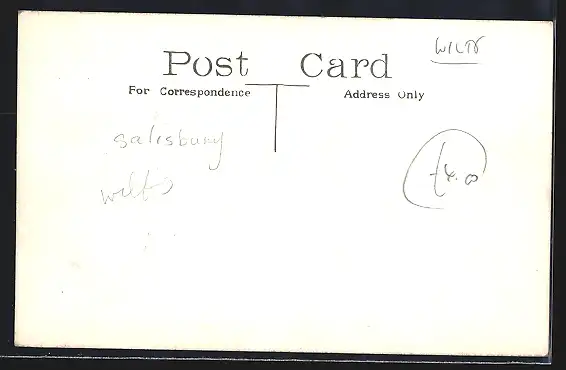 WILTS
Post Card
For Correspondence Address Only
Salisbury
wilts
£4.00